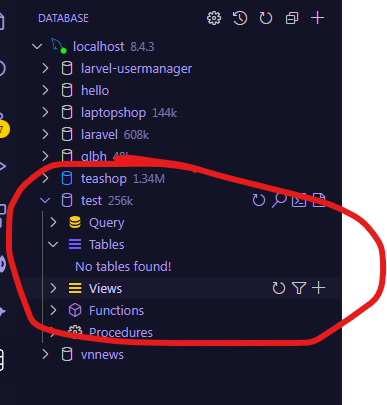 DATABASE
localhost 8.4.3
larvel-usermanager
hello
laptopshop 144k
laravel 608k
qlbh 48k
teashop 1.34M
test 256k
Query
Tables
No tables found!
Views
Functions
Procedures
vnnews